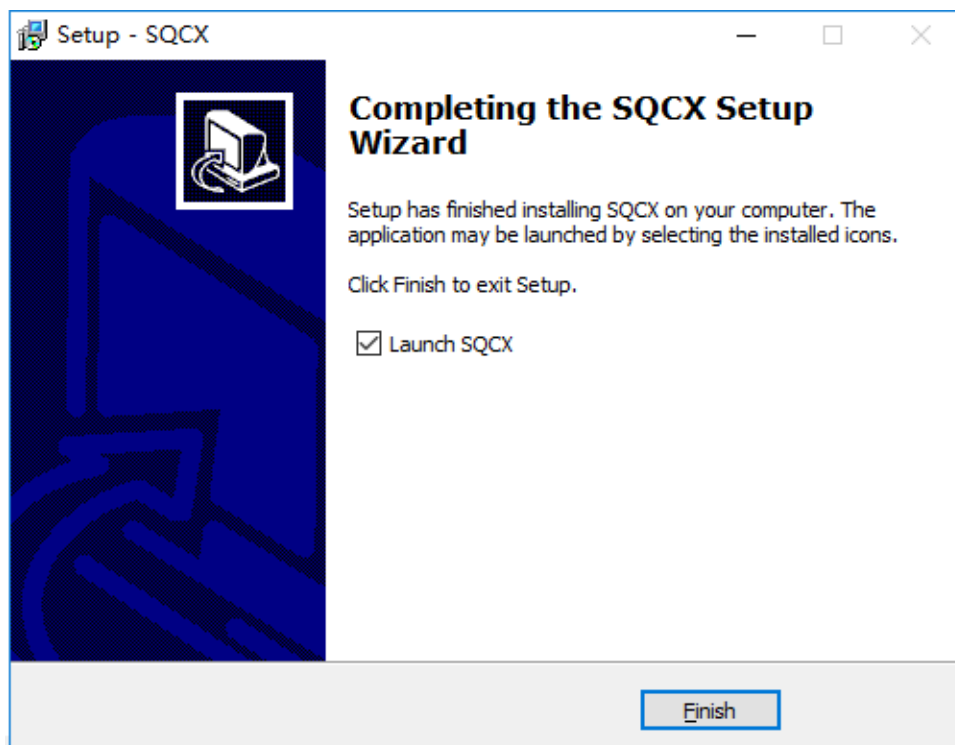 Setup - SQCX
Completing the SQCX Setup
Wizard
Setup has finished installing SQCX on your computer. The
application may be launched by selecting the installed icons.
Click Finish to exit Setup.
Launch SQCX
Finish